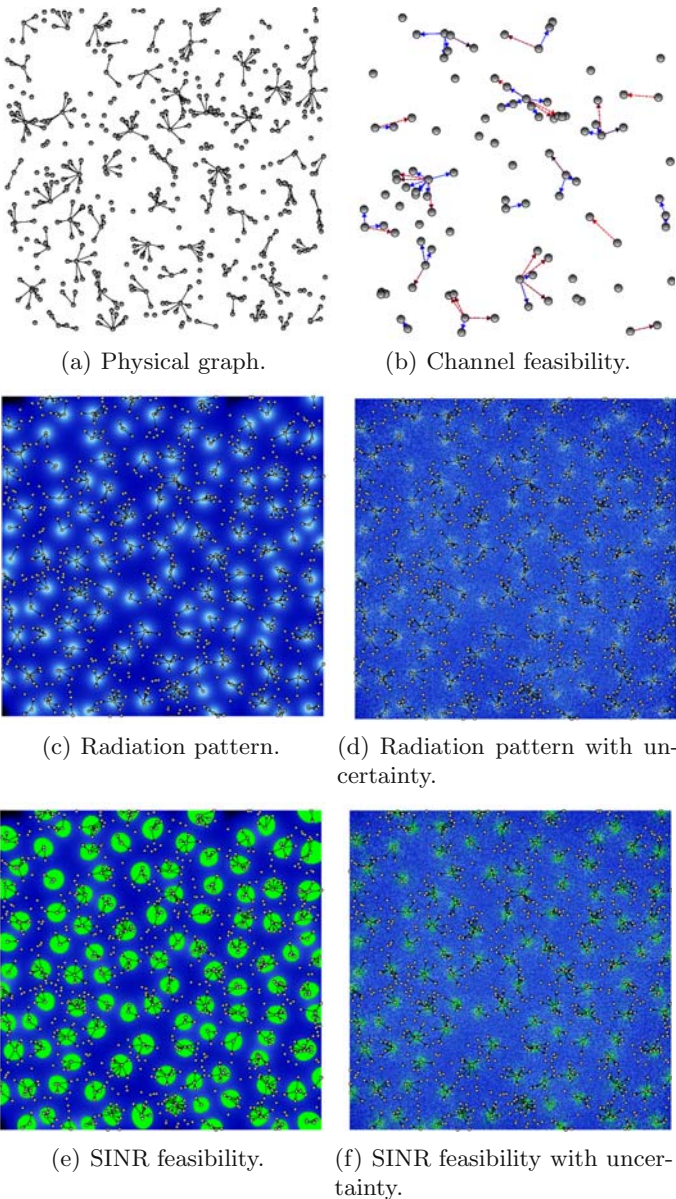 (a) Physical graph.
(b) Channel feasibility.
(c) Radiation pattern.
(d) Radiation pattern with un-
certainty.
(e) SINR feasibility.
(f) SINR feasibility with uncer-
tainty.